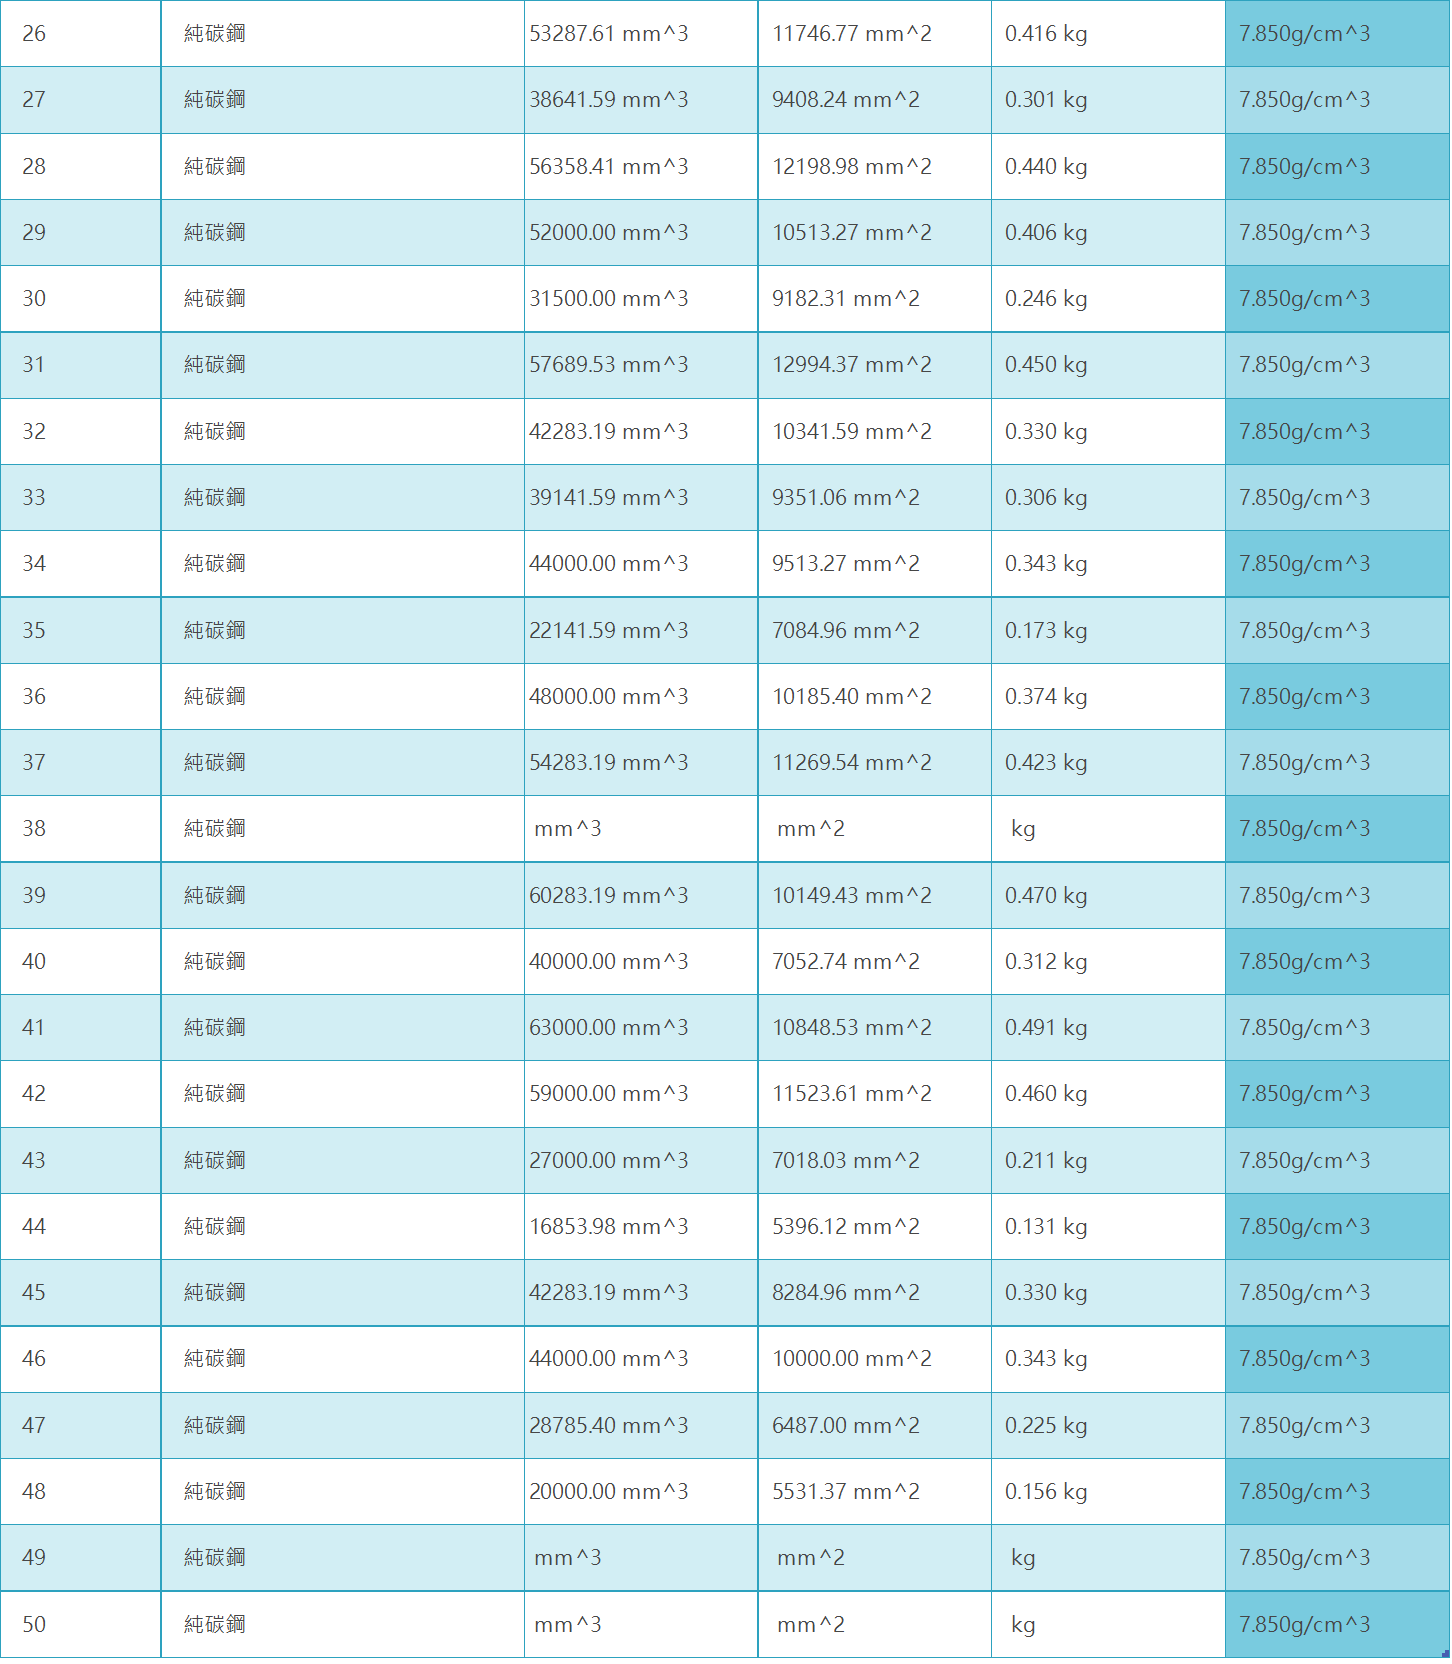 26 純碳鋼 53287.61 mm^3 11746.77 mm^2 0.416 kg 7.850g/cm^3
27 純碳鋼 38641.59 mm^3 9408.24 mm^2 0.301 kg 7.850g/cm^3
28 純碳鋼 56358.41 mm^3 12198.98 mm^2 0.440 kg 7.850g/cm^3
29 純碳鋼 52000.00 mm^3 10513.27 mm^2 0.406 kg 7.850g/cm^3
30 純碳鋼 31500.00 mm^3 9182.31 mm^2 0.246 kg 7.850g/cm^3
31 純碳鋼 57689.53 mm^3 12994.37 mm^2 0.450 kg 7.850g/cm^3
32 純碳鋼 42283.19 mm^3 10341.59 mm^2 0.330 kg 7.850g/cm^3
33 純碳鋼 39141.59 mm^3 9351.06 mm^2 0.306 kg 7.850g/cm^3
34 純碳鋼 44000.00 mm^3 9513.27 mm^2 0.343 kg 7.850g/cm^3
35 純碳鋼 22141.59 mm^3 7084.96 mm^2 0.173 kg 7.850g/cm^3
36 純碳鋼 48000.00 mm^3 10185.40 mm^2 0.374 kg 7.850g/cm^3
37 純碳鋼 54283.19 mm^3 11269.54 mm^2 0.423 kg 7.850g/cm^3
38 純碳鋼 mm^3 mm^2 kg 7.850g/cm^3
39 純碳鋼 60283.19 mm^3 10149.43 mm^2 0.470 kg 7.850g/cm^3
40 純碳鋼 40000.00 mm^3 7052.74 mm^2 0.312 kg 7.850g/cm^3
41 純碳鋼 63000.00 mm^3 10848.53 mm^2 0.491 kg 7.850g/cm^3
42 純碳鋼 59000.00 mm^3 11523.61 mm^2 0.460 kg 7.850g/cm^3
43 純碳鋼 27000.00 mm^3 7018.03 mm^2 0.211 kg 7.850g/cm^3
44 純碳鋼 16853.98 mm^3 5396.12 mm^2 0.131 kg 7.850g/cm^3
45 純碳鋼 42283.19 mm^3 8284.96 mm^2 0.330 kg 7.850g/cm^3
46 純碳鋼 44000.00 mm^3 10000.00 mm^2 0.343 kg 7.850g/cm^3
47 純碳鋼 28785.40 mm^3 6487.00 mm^2 0.225 kg 7.850g/cm^3
48 純碳鋼 20000.00 mm^3 5531.37 mm^2 0.156 kg 7.850g/cm^3
49 純碳鋼 mm^3 mm^2 kg 7.850g/cm^3
50 純碳鋼 mm^3 mm^2 kg 7.850g/cm^3